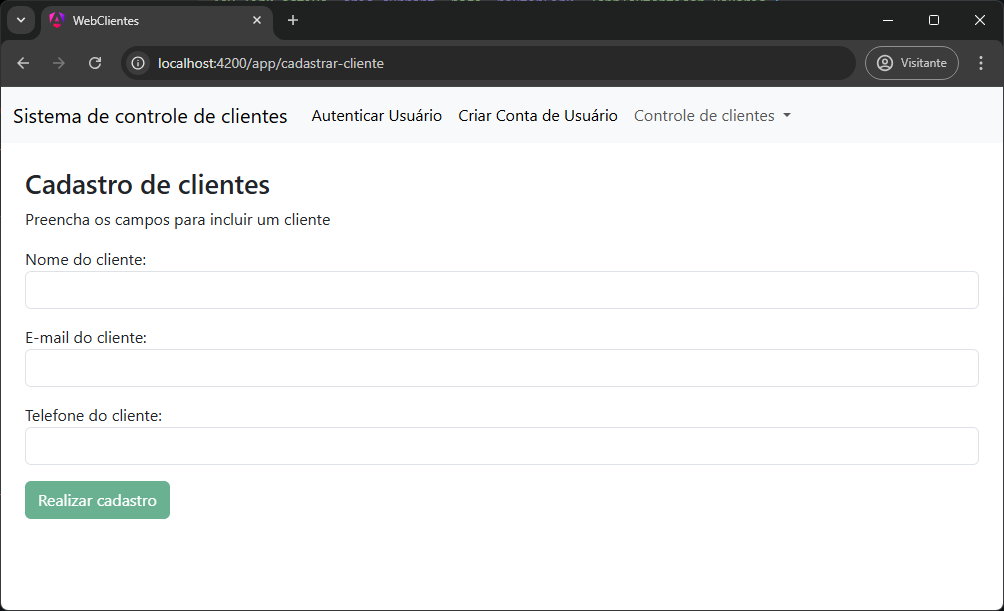 WebClientes
localhost:4200/app/cadastrar-cliente
Visitante
Sistema de controle de clientes Autenticar Usuário Criar Conta de Usuário Controle de clientes
Cadastro de clientes
Preencha os campos para incluir um cliente
Nome do cliente:
E-mail do cliente:
Telefone do cliente:
Realizar cadastro